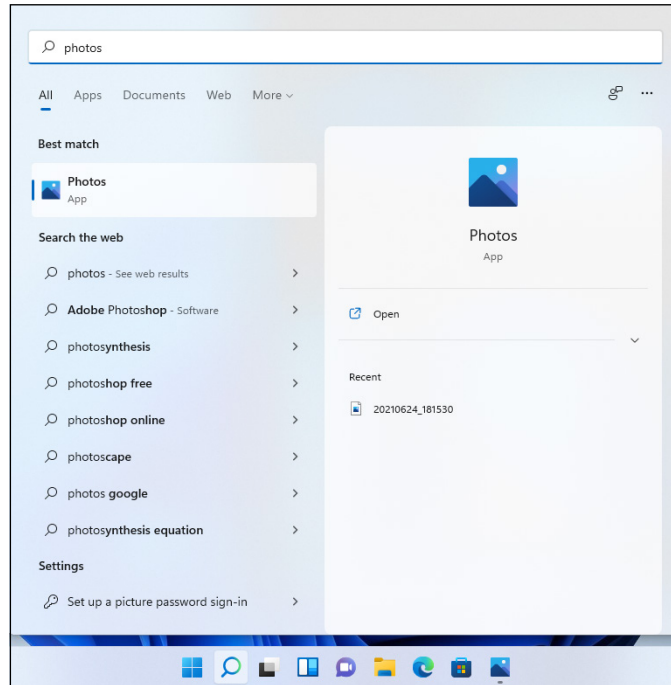 photos
All Apps Documents Web More
Best match
Photos
App
Search the web
photos - See web results
Adobe Photoshop - Software
photosynthesis
photoshop free
photoshop online
photoscape
photos google
photosynthesis equation
Settings
Set up a picture password sign-in
Photos
App
Open
Recent
20210624_181530